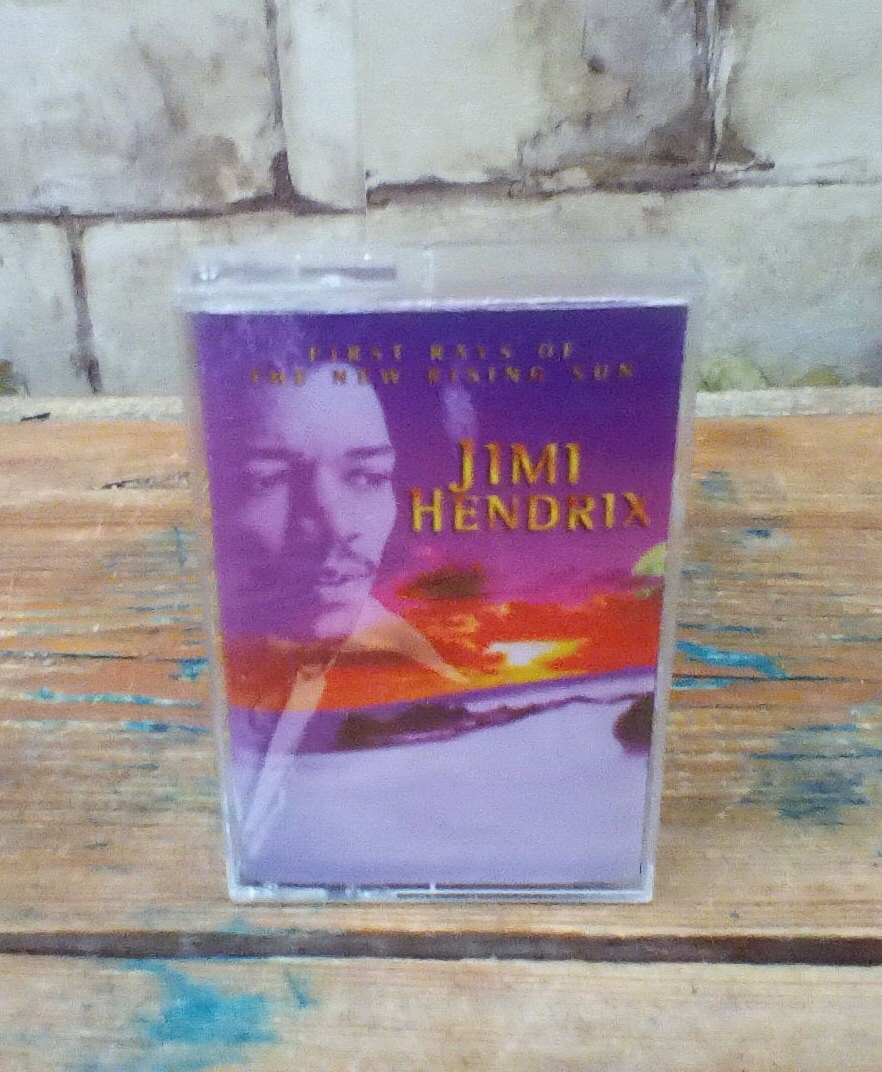 FIRST RAYS OF
THE NEW RISING SUN
JIMI
HENDRIX